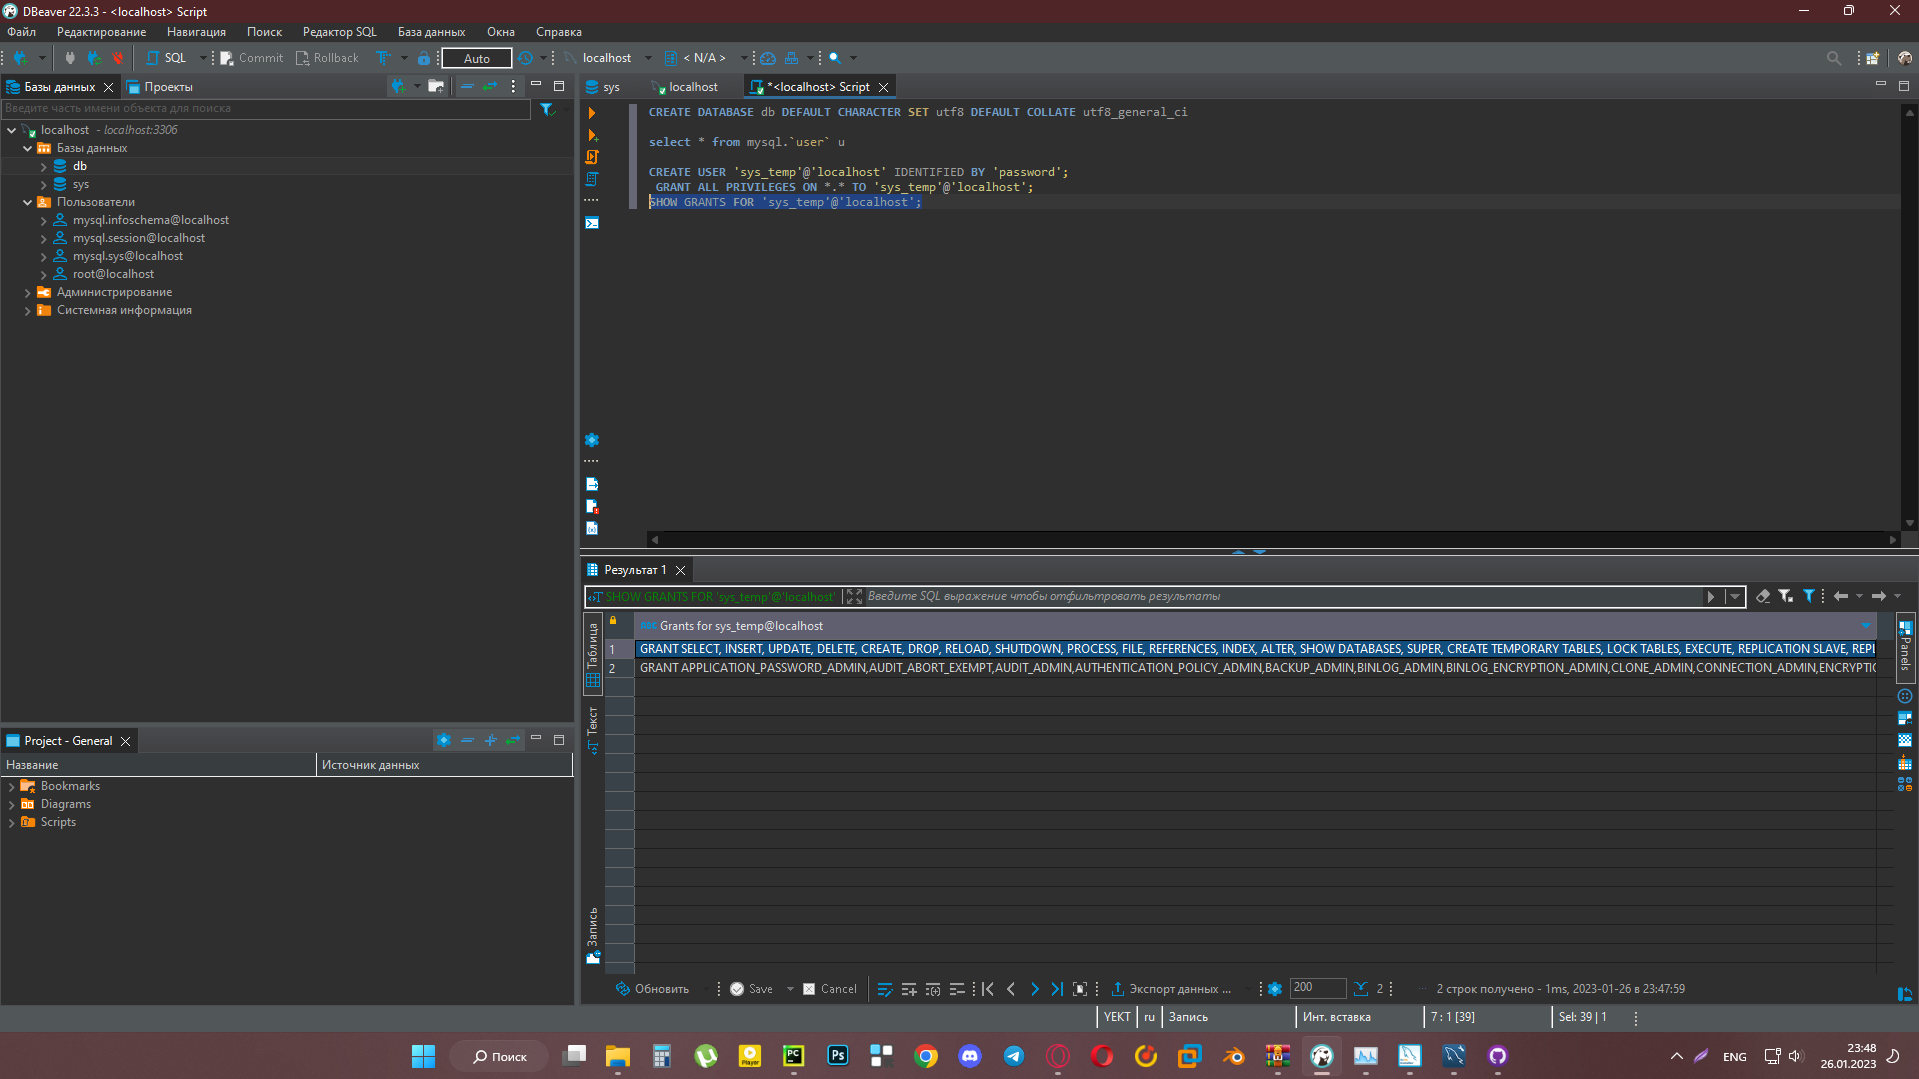 DBeaver 22.3.3 - <localhost> Script
Файл Редактирование Навигация Поиск Редактор SQL База данных Окна Справка
SQL Commit Rollback Auto localhost < N/A >
Базы данных Проекты
Введите часть имени объекта для поиска
localhost - localhost:3306
Базы данных
db
sys
Пользователи
mysql.infoschema@localhost
mysql.session@localhost
mysql.sys@localhost
root@localhost
Администрирование
Системная информация
Project - General
Название Источник данных
Bookmarks
Diagrams
Scripts
sys localhost *<localhost> Script
CREATE DATABASE db DEFAULT CHARACTER SET utf8 DEFAULT COLLATE utf8_general_ci
select * from mysql.`user` u
CREATE USER 'sys_temp'@'localhost' IDENTIFIED BY 'password';
GRANT ALL PRIVILEGES ON *.* TO 'sys_temp'@'localhost';
SHOW GRANTS FOR 'sys_temp'@'localhost';
Результат 1
SHOW GRANTS FOR 'sys_temp'@'localhost' Введите SQL выражение чтобы отфильтровать результаты
Таблица
Текст
Запись
Panels
Grants for sys_temp@localhost
1 GRANT SELECT, INSERT, UPDATE, DELETE, CREATE, DROP, RELOAD, SHUTDOWN, PROCESS, FILE, REFERENCES, INDEX, ALTER, SHOW DATABASES, SUPER, CREATE TEMPORARY TABLES, LOCK TABLES, EXECUTE, REPLICATION SLAVE, REPL
2 GRANT APPLICATION_PASSWORD_ADMIN,AUDIT_ABORT_EXEMPT,AUDIT_ADMIN,AUTHENTICATION_POLICY_ADMIN,BACKUP_ADMIN,BINLOG_ADMIN,BINLOG_ENCRYPTION_ADMIN,CLONE_ADMIN,CONNECTION_ADMIN,ENCRYPTIO
Обновить Save Cancel Экспорт данных ... 200 2 2 строк получено - 1ms, 2023-01-26 в 23:47:59
YEKT ru Запись Инт. вставка 7 : 1 [39] Sel: 39 | 1
Поиск
ENG
23:48
26.01.2023